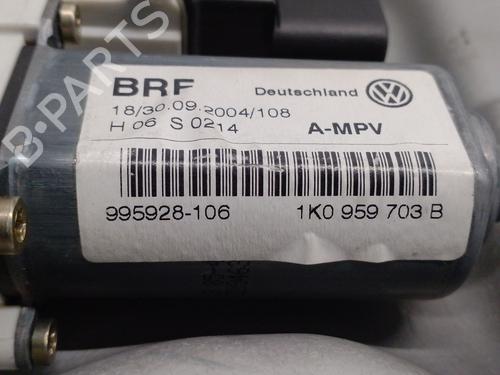 B-PARTS
BRF Deutschland
18/30.09.2004/108
H 06 S 0214 A-MPV
995928-106 1K0 959 703 B